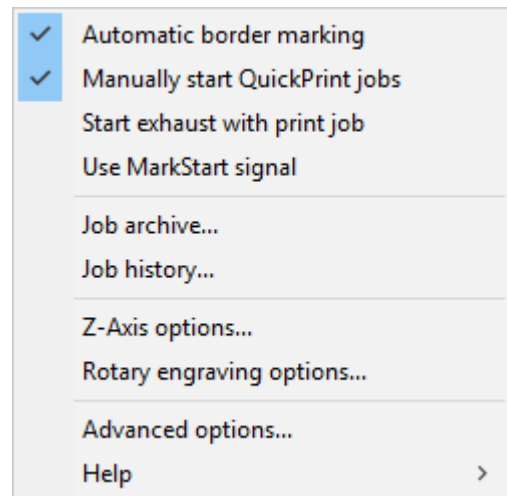 Automatic border marking
Manually start QuickPrint jobs
Start exhaust with print job
Use MarkStart signal
Job archive...
Job history...
Z-Axis options...
Rotary engraving options...
Advanced options...
Help